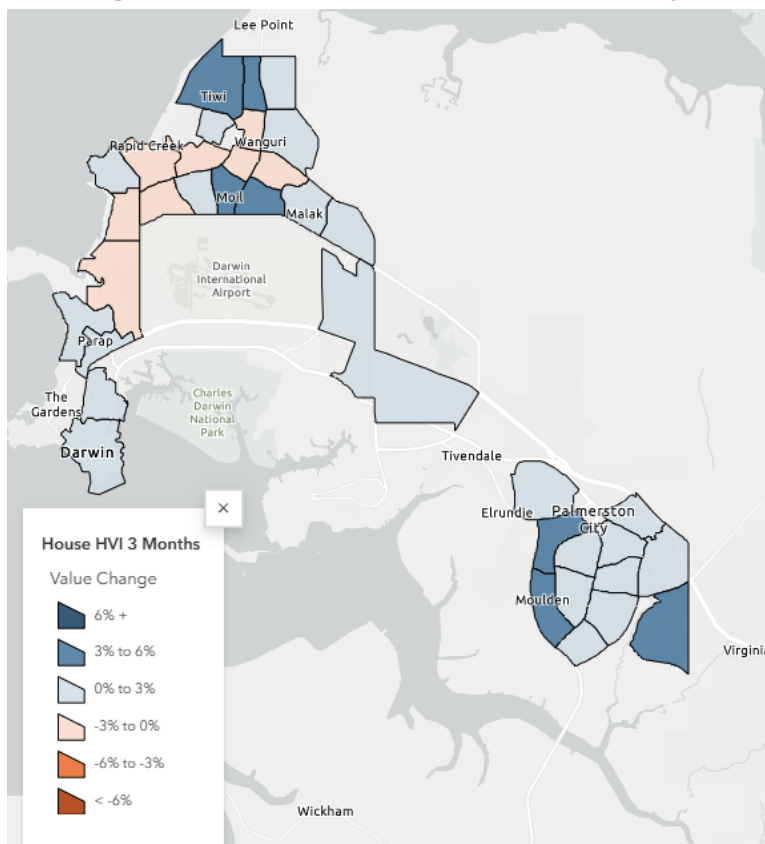 Lee Point
Tiwi
Rapid Creek
Wanguri
Moil
Malak
Darwin
International
Airport
Parap
The
Gardens
Charles
Darwin
National
Park
Darwin
Tivendale
Elrundie
Palmerston
City
Moulden
Virginia
Wickham
×
House HVI 3 Months
Value Change
6% +
3% to 6%
0% to 3%
-3% to 0%
-6% to -3%
< -6%